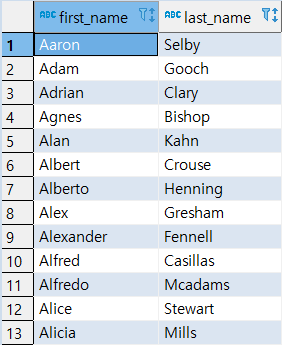 ABC first_name ABC last_name
1 Aaron Selby
2 Adam Gooch
3 Adrian Clary
4 Agnes Bishop
5 Alan Kahn
6 Albert Crouse
7 Alberto Henning
8 Alex Gresham
9 Alexander Fennell
10 Alfred Casillas
11 Alfredo Mcadams
12 Alice Stewart
13 Alicia Mills